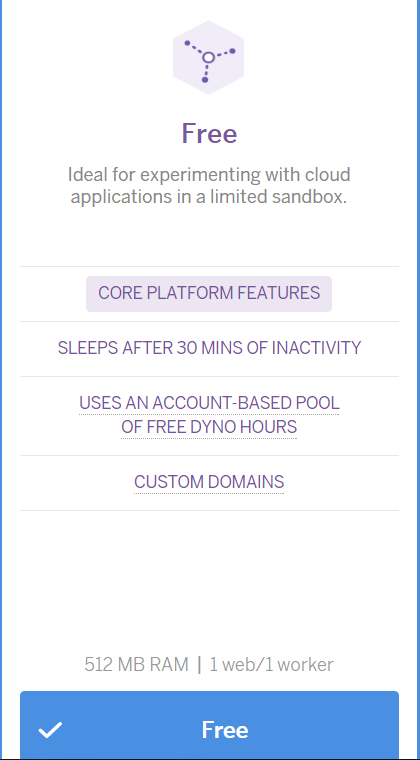 Free
Ideal for experimenting with cloud
applications in a limited sandbox.
CORE PLATFORM FEATURES
SLEEPS AFTER 30 MINS OF INACTIVITY
USES AN ACCOUNT-BASED POOL
OF FREE DYNO HOURS
CUSTOM DOMAINS
512 MB RAM | 1 web/1 worker
Free